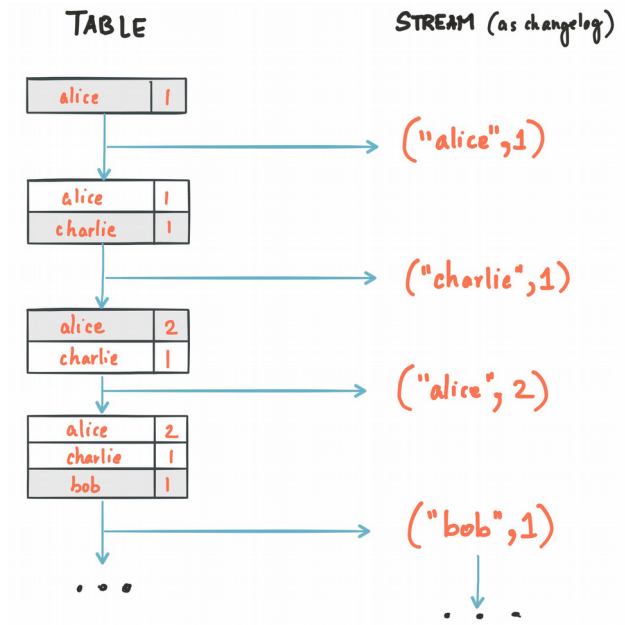 TABLE
STREAM (as changelog)
alice 1
("alice",1)
alice 1
charlie 1
("charlie",1)
alice 2
charlie 1
("alice", 2)
alice 2
charlie 1
bob 1
("bob",1)
...
...